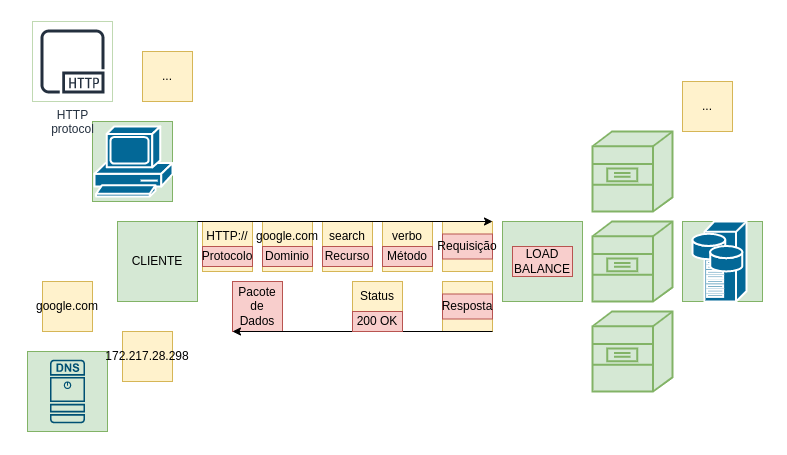 HTTP
HTTP
protocol
...
...
HTTP://
google.com
search
verbo
Requisição
Protocolo
Dominio
Recurso
Método
CLIENTE
LOAD
BALANCE
Pacote
de
Dados
Status
200 OK
Resposta
google.com
172.217.28.298
DNS